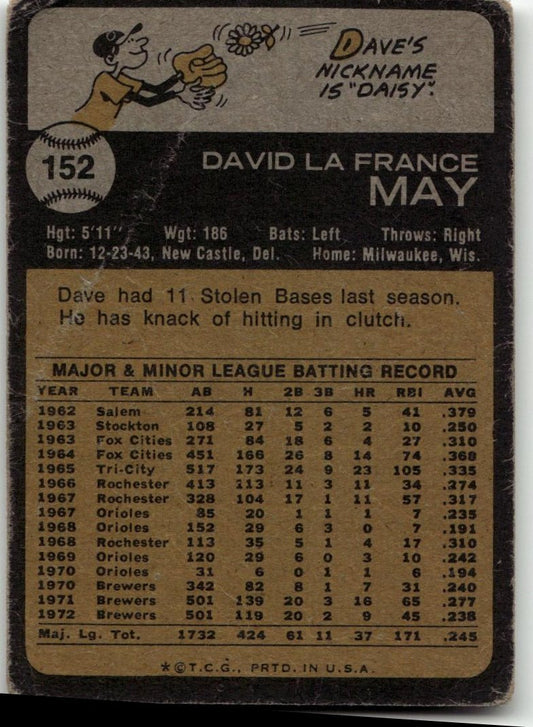 DAVE'S
NICKNAME
IS "DAISY".
152
DAVID LA FRANCE
MAY
Hgt: 5'11" Wgt: 186 Bats: Left Throws: Right
Born: 12-23-43, New Castle, Del. Home: Milwaukee, Wis.
Dave had 11 Stolen Bases last season.
He has knack of hitting in clutch.
MAJOR & MINOR LEAGUE BATTING RECORD
YEAR TEAM AB H 2B 3B HR RBI AVG
1962 Salem 214 81 12 6 5 41 .379
1963 Stockton 108 27 5 2 2 10 .250
1963 Fox Cities 271 84 18 6 4 27 .310
1964 Fox Cities 451 166 26 8 14 74 .368
1965 Tri-City 517 173 24 9 23 105 .335
1966 Rochester 413 113 11 3 11 34 .274
1967 Rochester 328 104 17 1 11 57 .317
1967 Orioles 85 20 1 1 1 7 .235
1968 Orioles 152 29 6 3 0 7 .191
1968 Rochester 113 35 5 1 4 17 .310
1969 Orioles 120 29 6 0 3 10 .242
1970 Orioles 31 6 0 1 1 6 .194
1970 Brewers 342 82 8 1 7 31 .240
1971 Brewers 501 139 20 3 16 65 .277
1972 Brewers 501 119 20 2 9 45 .238
Maj. Lg. Tot. 1732 424 61 11 37 171 .245
*©T.C.G., PRTD. IN U.S.A.